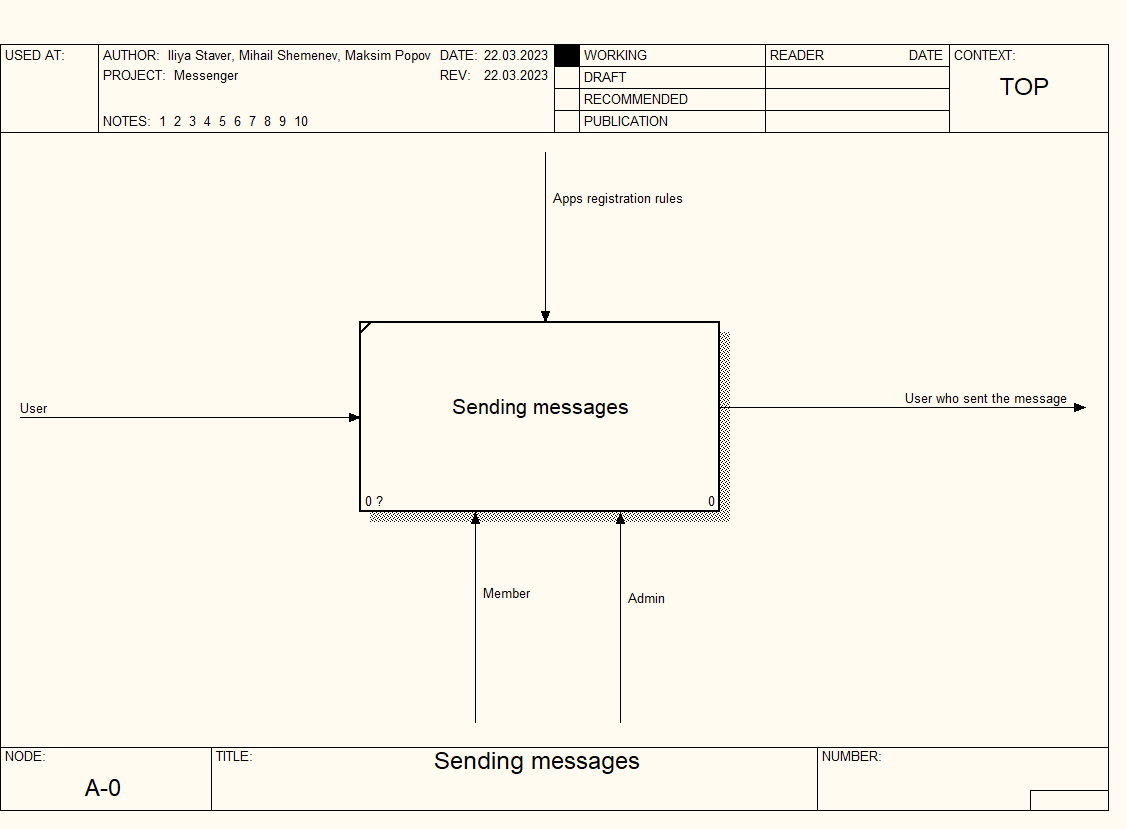 USED AT:
AUTHOR: Iliya Staver, Mihail Shemenev, Maksim Popov DATE: 22.03.2023
PROJECT: Messenger REV: 22.03.2023
NOTES: 1 2 3 4 5 6 7 8 9 10
WORKING
DRAFT
RECOMMENDED
PUBLICATION
READER DATE
CONTEXT:
TOP
Apps registration rules
User
Sending messages
User who sent the message
0 ? 0
Member
Admin
NODE:
A-0
TITLE:
Sending messages
NUMBER: